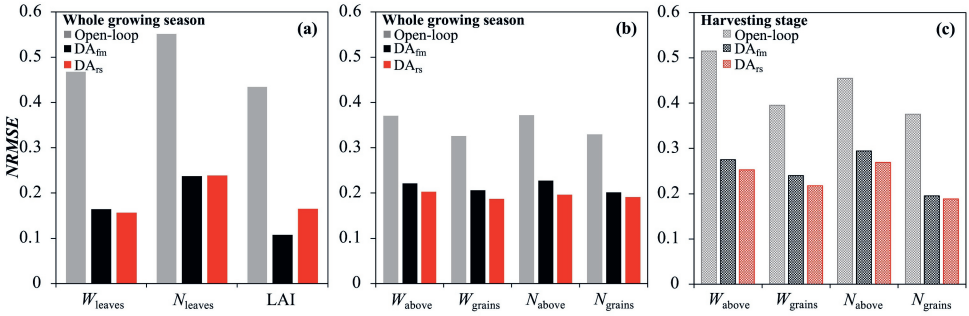 NRMSE
0.6
0.5
0.4
0.3
0.2
0.1
0
Whole growing season
(a)
Open-loop
DAfm
DArs
Wleaves Nleaves LAI
0.6
0.5
0.4
0.3
0.2
0.1
0
Whole growing season
(b)
Open-loop
DAfm
DArs
Wabove Wgrains Nabove Ngrains
0.6
0.5
0.4
0.3
0.2
0.1
0
Harvesting stage
(c)
Open-loop
DAfm
DArs
Wabove Wgrains Nabove Ngrains